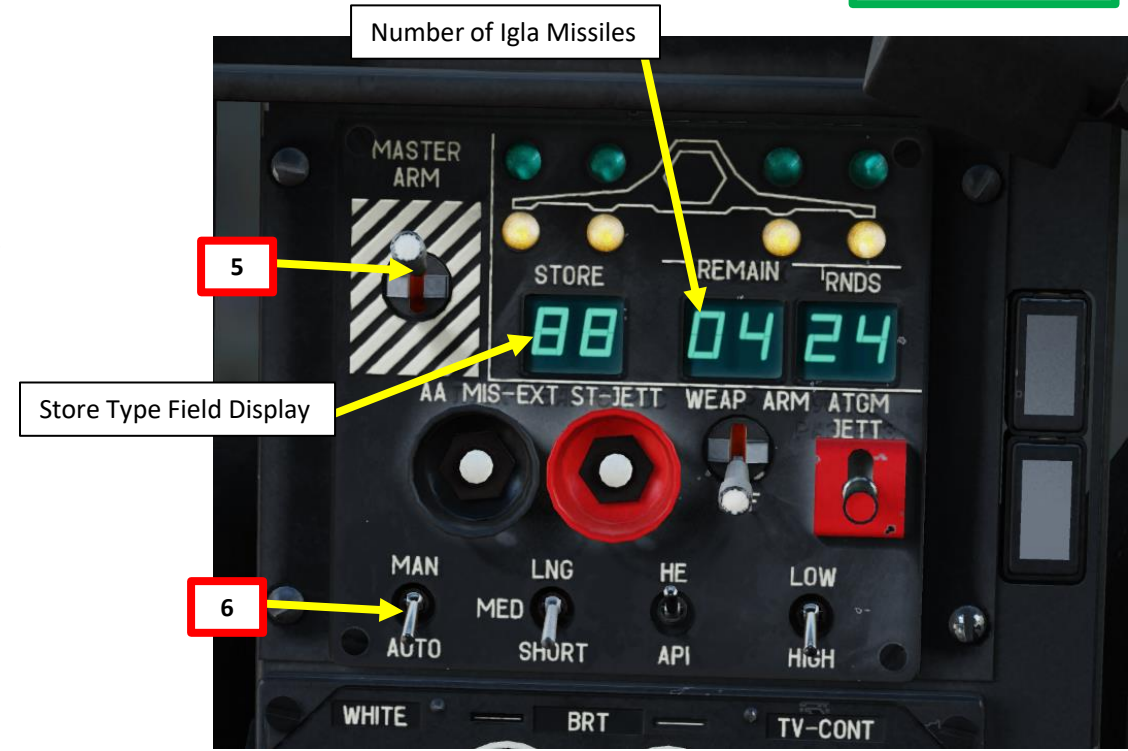 Number of Igla Missiles
MASTER
ARM
5
STORE
REMAIN
RNDS
88
04
24
Store Type Field Display
AA MIS-EXT
ST-JETT
WEAP ARM
ATGM
JETT
MAN
LNG
HE
LOW
6
MED
AUTO
SHORT
API
HIGH
WHITE
BRT
TV-CONT